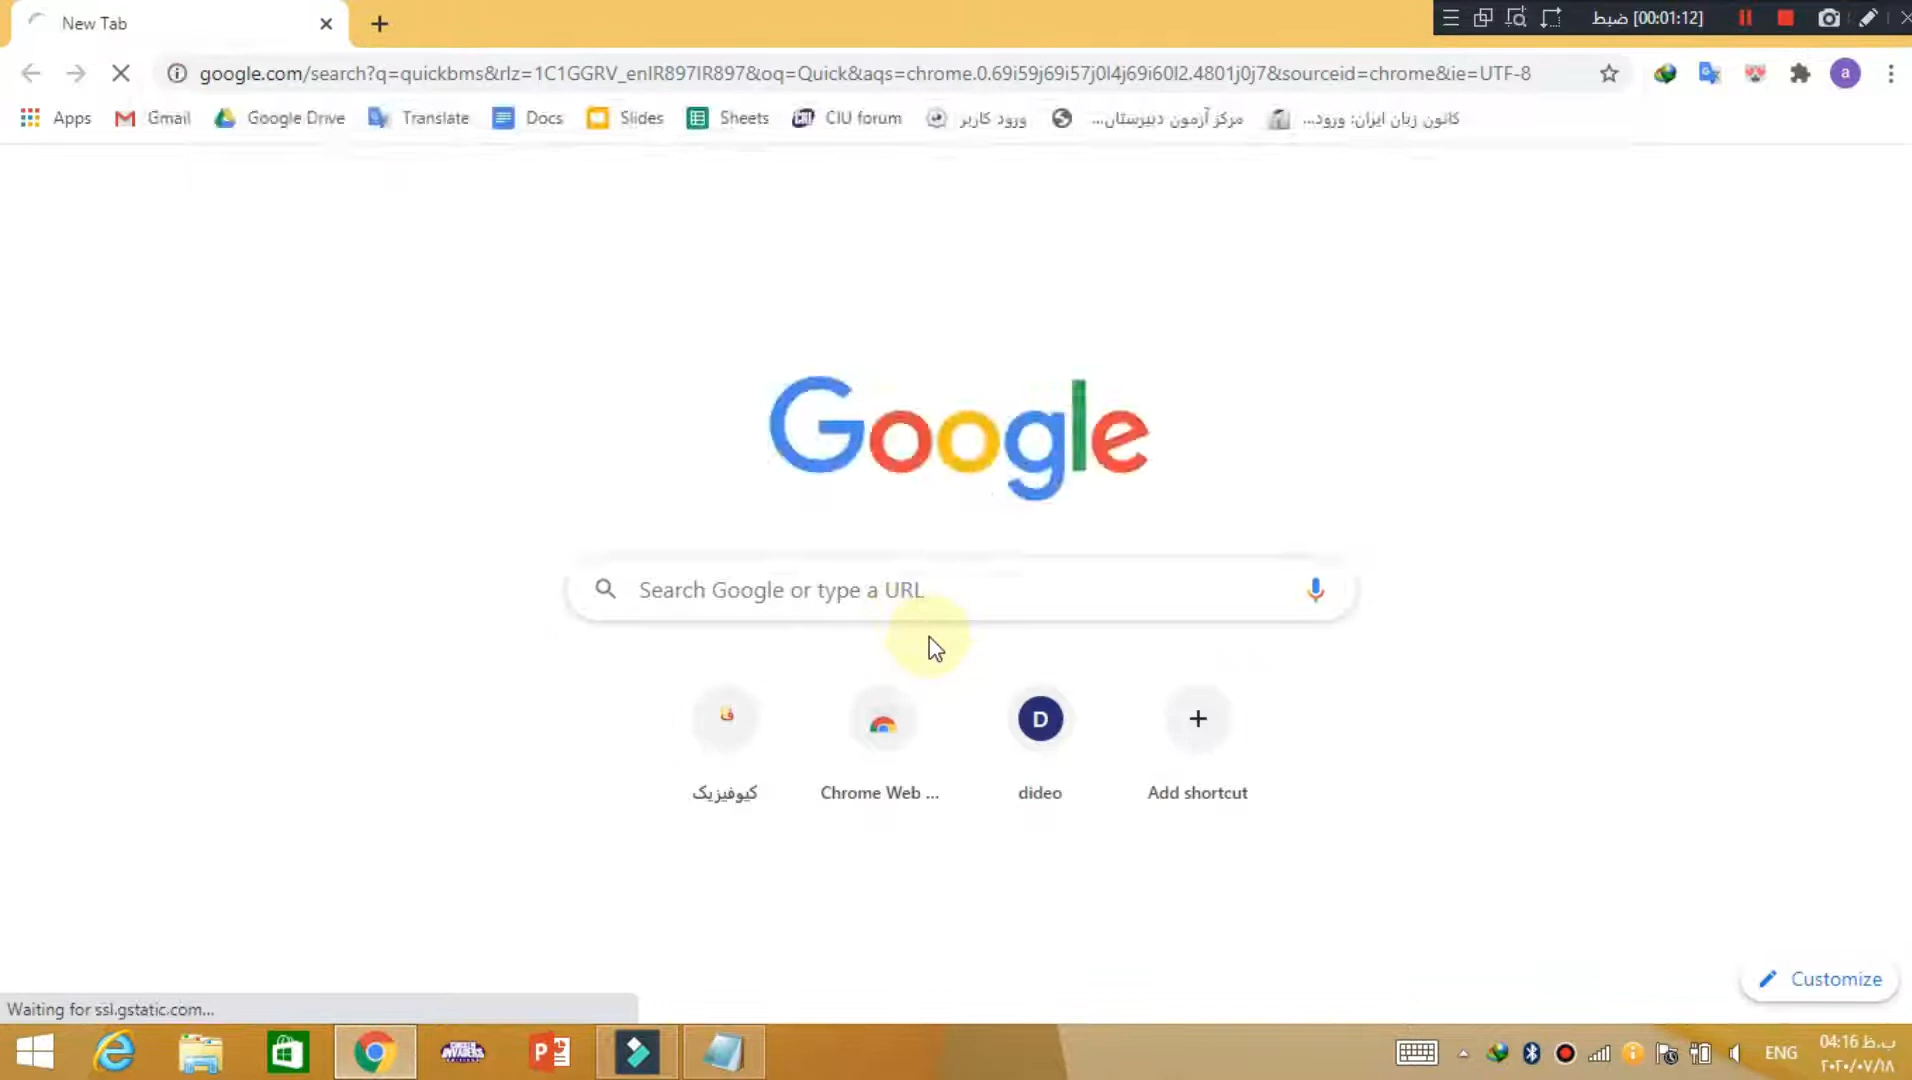 New Tab
ضبط [00:01:12]
google.com/search?q=quickbms&rlz=1C1GGRV_enIR897IR897&oq=Quick&aqs=chrome.0.69i59j69i57j0l4j69i60l2.4801j0j7&sourceid=chrome&ie=UTF-8
a
Apps Gmail Google Drive Translate Docs Slides Sheets CIU forum ورود کاربر مرکز آزمون دبیرستان... کانون زبان ایران: ورود...
Google
Search Google or type a URL
D
کیوفیزیک Chrome Web ... dideo Add shortcut
Customize
Waiting for ssl.gstatic.com...
ENG
04:16 ب.ظ
۲۰۲۰/۰۷/۱۸